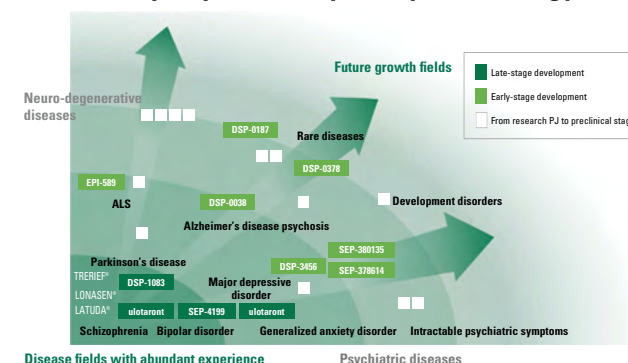 Future growth fields
Late-stage development
Early-stage development
From research PJ to preclinical
Neuro-degenerative
diseases
DSP-0187
Rare diseases
DSP-0378
EPI-589
ALS
DSP-0038
Development disorders
Alzheimer's disease psychosis
SEP-380135
Parkinson's disease
DSP-3456
SEP-378614
TRERIEF®
DSP-1083
Major depressive
disorder
LONASEN®
LATUDA®
ulotaront
SEP-4199
ulotaront
Schizophrenia
Bipolar disorder
Generalized anxiety disorder
Intractable psychiatric symptoms
Disease fields with abundant experience
Psychiatric diseases